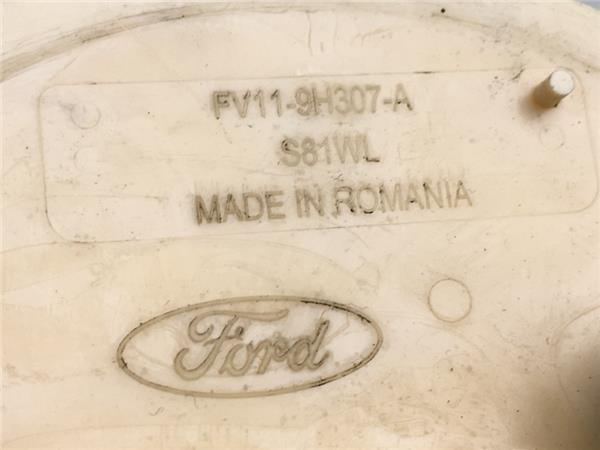 FV11-9H307-A
S81WL
MADE IN ROMANIA
Ford